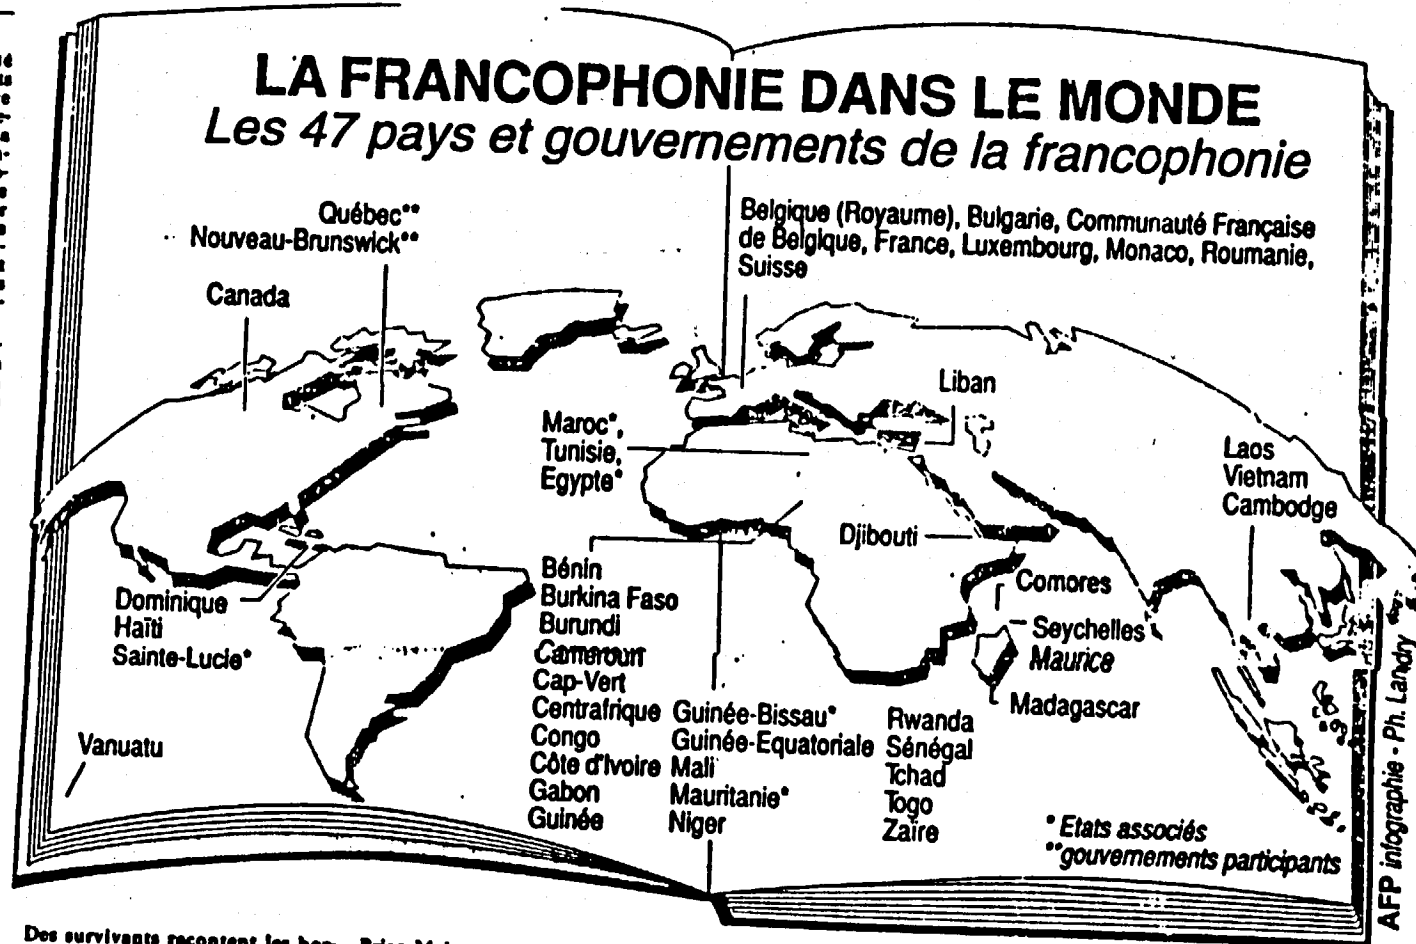 LA FRANCOPHONIE DANS LE MONDE
Les 47 pays et gouvernements de la francophonie
Québec**
Nouveau-Brunswick**
Canada
Belgique (Royaume), Bulgarie, Communauté Française
de Belgique, France, Luxembourg, Monaco, Roumanie,
Suisse
Liban
Maroc*,
Tunisie,
Egypte*
Laos
Vietnam
Cambodge
Djibouti
Dominique
Haïti
Sainte-Lucie*
Comores
Seychelles
Maurice
Madagascar
Vanuatu
Bénin
Burkina Faso
Burundi
Cameroun
Cap-Vert
Centrafrique
Congo
Côte d'Ivoire
Gabon
Guinée
Guinée-Bissau*
Guinée-Equatoriale
Mali
Mauritanie*
Niger
Rwanda
Sénégal
Tchad
Togo
Zaïre
* Etats associés
**gouvernements participants
AFP infographie - Ph. Landry
Des survivants racontent les